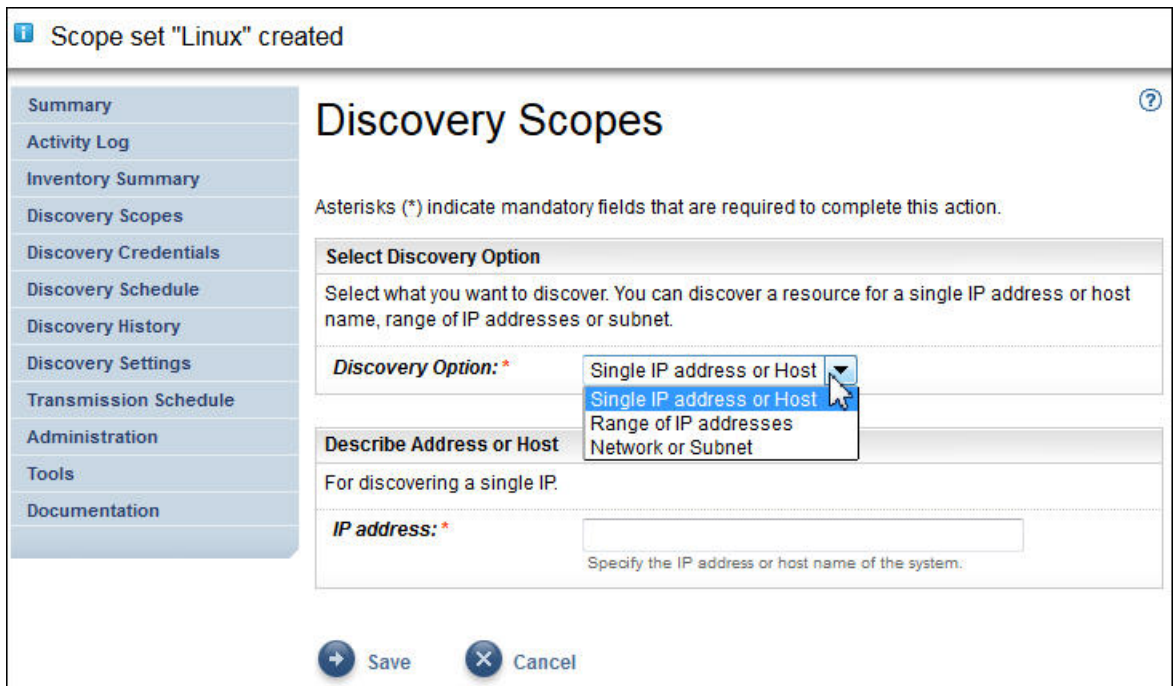 Scope set "Linux" created
Summary
Activity Log
Inventory Summary
Discovery Scopes
Discovery Credentials
Discovery Schedule
Discovery History
Discovery Settings
Transmission Schedule
Administration
Tools
Documentation
Discovery Scopes
Asterisks (*) indicate mandatory fields that are required to complete this action.
Select Discovery Option
Select what you want to discover. You can discover a resource for a single IP address or host
name, range of IP addresses or subnet.
Discovery Option: *
Single IP address or Host
Single IP address or Host
Range of IP addresses
Network or Subnet
Describe Address or Host
For discovering a single IP.
IP address: *
Specify the IP address or host name of the system.
Save
Cancel